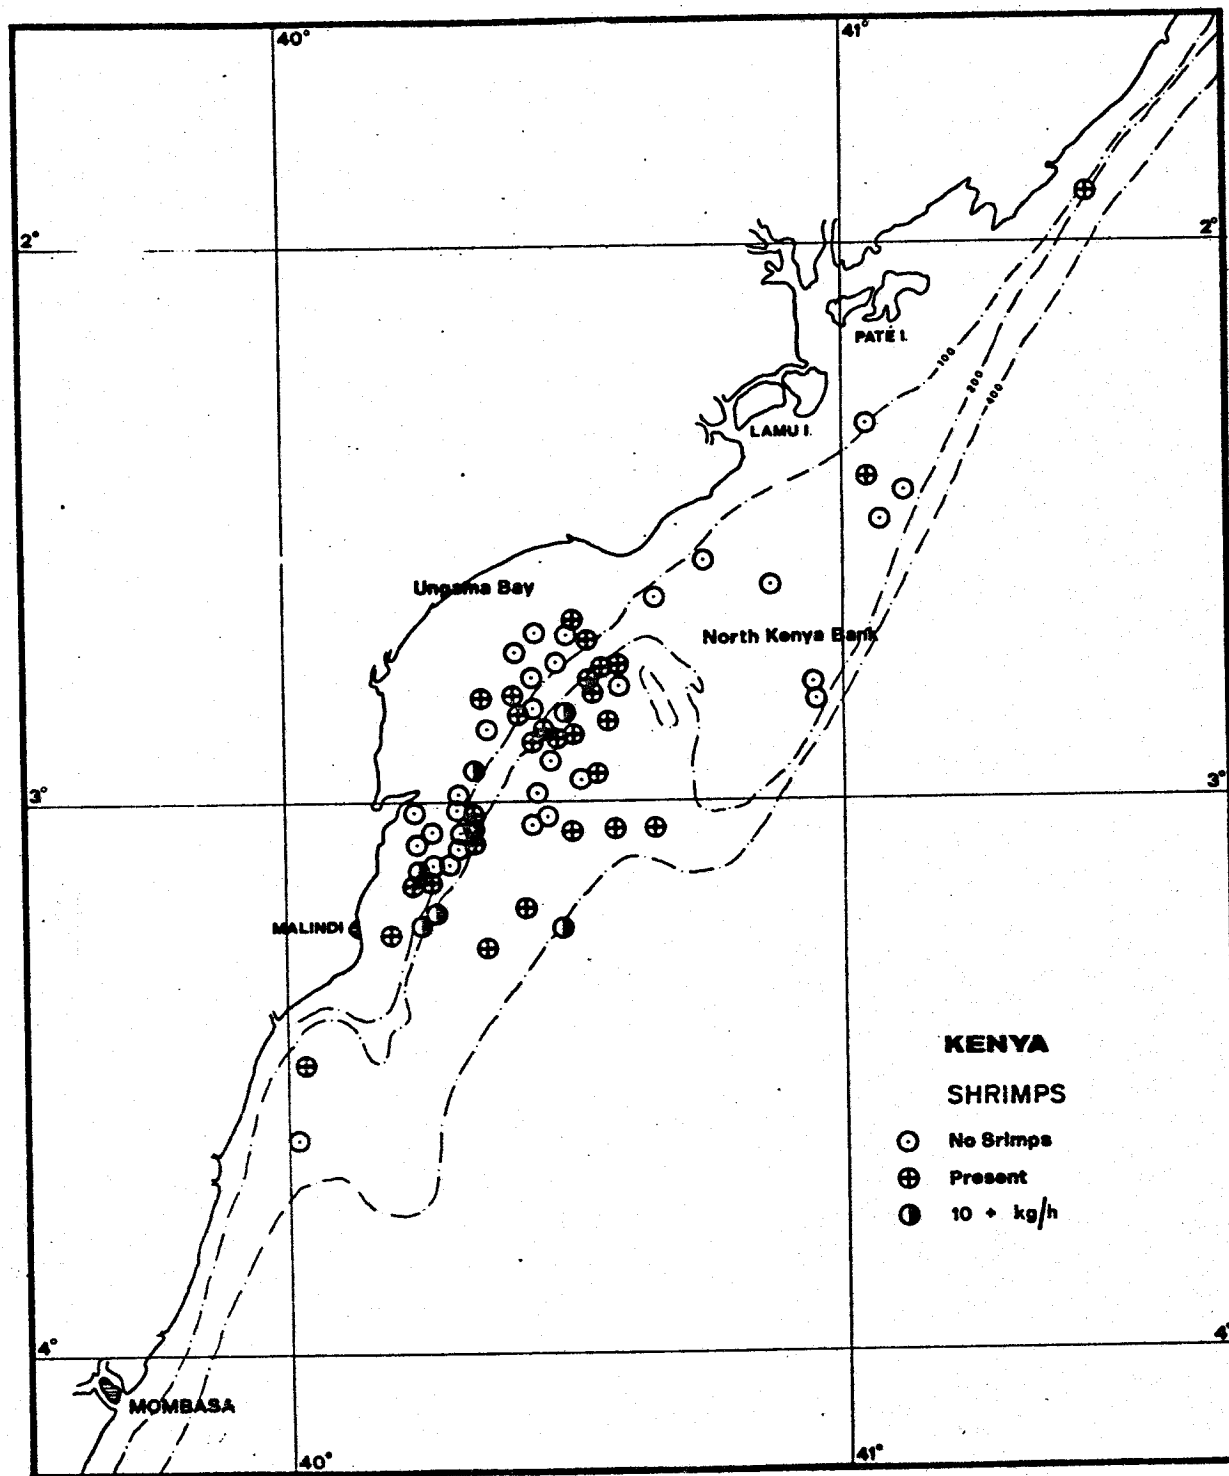 40°
41°
2°
2°
PATE I.
100
200
400
LAMU I.
Ungama Bay
North Kenya Bank
3°
3°
MALINDI
KENYA
SHRIMPS
No Srimps
Present
10 + kg/h
4°
4°
MOMBASA
40°
41°